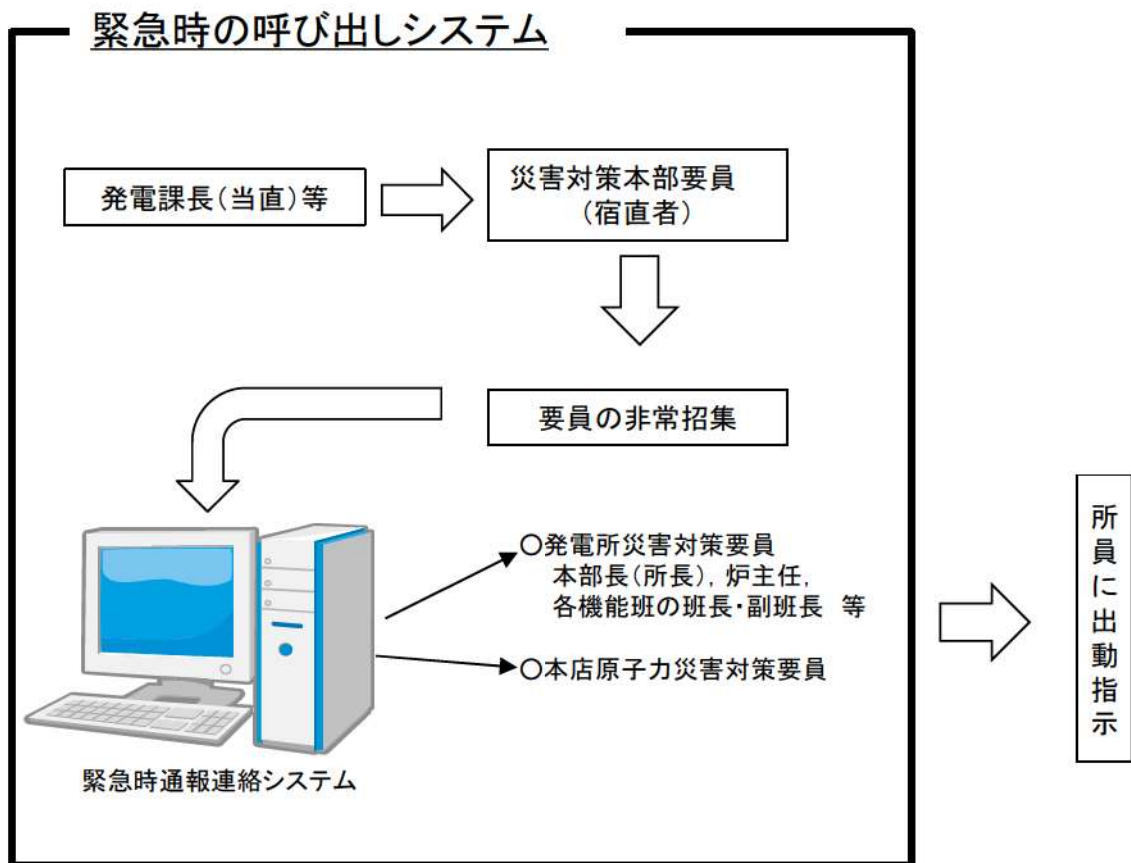 緊急時の呼び出しシステム
発電課長(当直)等
災害対策本部要員
(宿直者)
要員の非常招集
○発電所災害対策要員
本部長(所長),炉主任,
各機能班の班長・副班長 等
○本店原子力災害対策要員
緊急時通報連絡システム
所員に出動指示